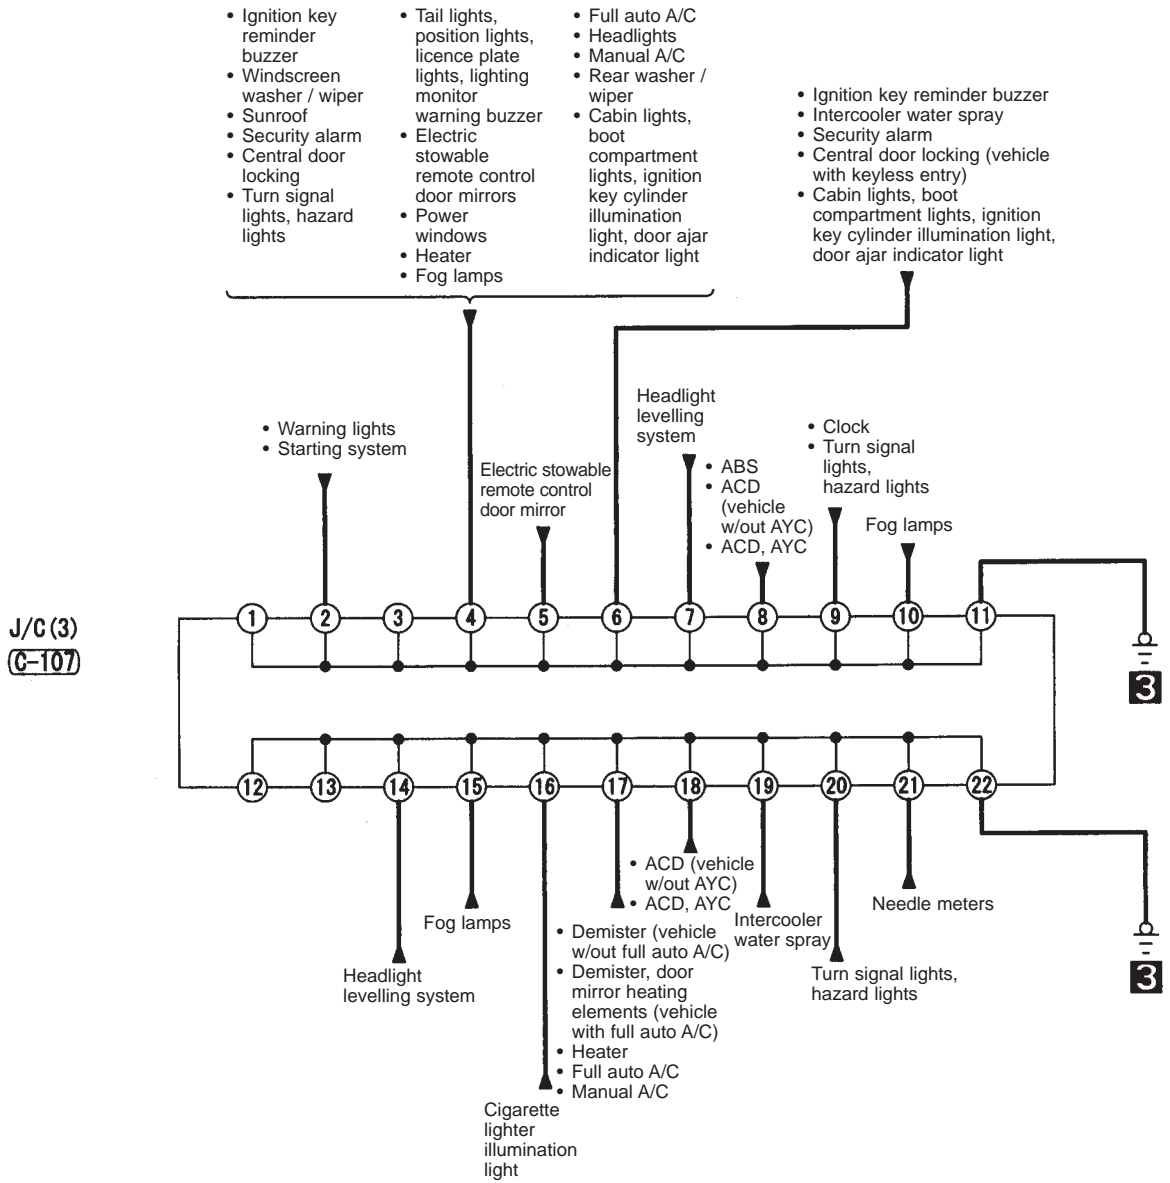 • Ignition key
reminder
buzzer
• Windscreen
washer / wiper
• Sunroof
• Security alarm
• Central door
locking
• Turn signal
lights, hazard
lights
• Tail lights,
position lights,
licence plate
lights, lighting
monitor
warning buzzer
• Electric
stowable
remote control
door mirrors
• Power
windows
• Heater
• Fog lamps
• Full auto A/C
• Headlights
• Manual A/C
• Rear washer /
wiper
• Cabin lights,
boot
compartment
lights, ignition
key cylinder
illumination
light, door ajar
indicator light
• Ignition key reminder buzzer
• Intercooler water spray
• Security alarm
• Central door locking (vehicle
with keyless entry)
• Cabin lights, boot
compartment lights, ignition
key cylinder illumination light,
door ajar indicator light
• Warning lights
• Starting system
Electric stowable
remote control
door mirror
Headlight
levelling
system
• ABS
• ACD
(vehicle
w/out AYC)
• ACD, AYC
• Clock
• Turn signal
lights,
hazard lights
Fog lamps
J/C(3)
C-107
1 2 3 4 5 6 7 8 9 10 11
3
12 13 14 15 16 17 18 19 20 21 22
3
Headlight
levelling system
Fog lamps
Cigarette
lighter
illumination
light
• Demister (vehicle
w/out full auto A/C)
• Demister, door
mirror heating
elements (vehicle
with full auto A/C)
• Heater
• Full auto A/C
• Manual A/C
• ACD (vehicle
w/out AYC)
• ACD, AYC
Intercooler
water spray
Turn signal lights,
hazard lights
Needle meters